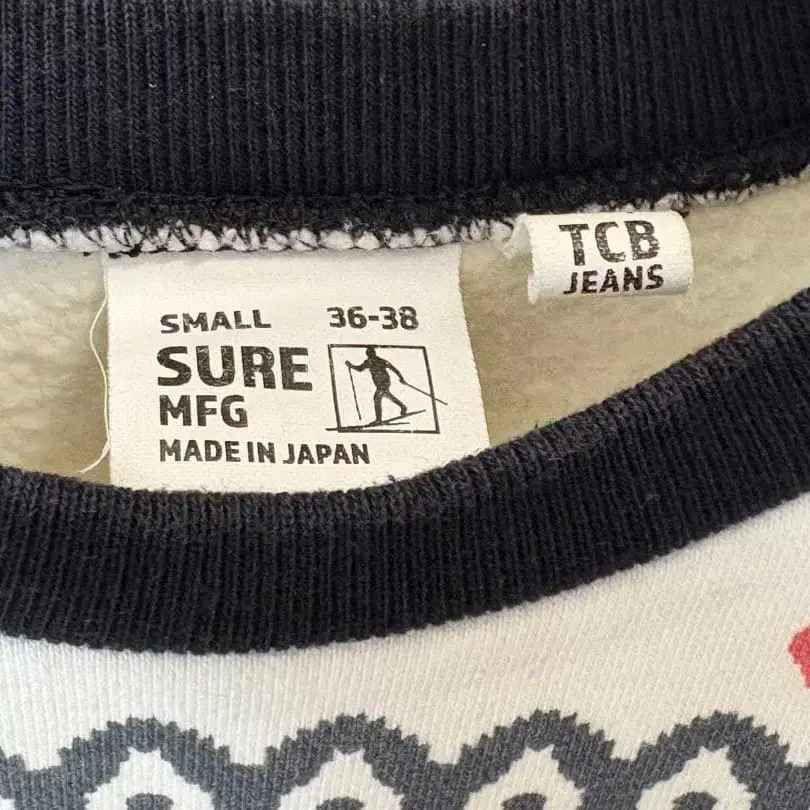 TCB
JEANS
SMALL 36-38
SURE
MFG
MADE IN JAPAN